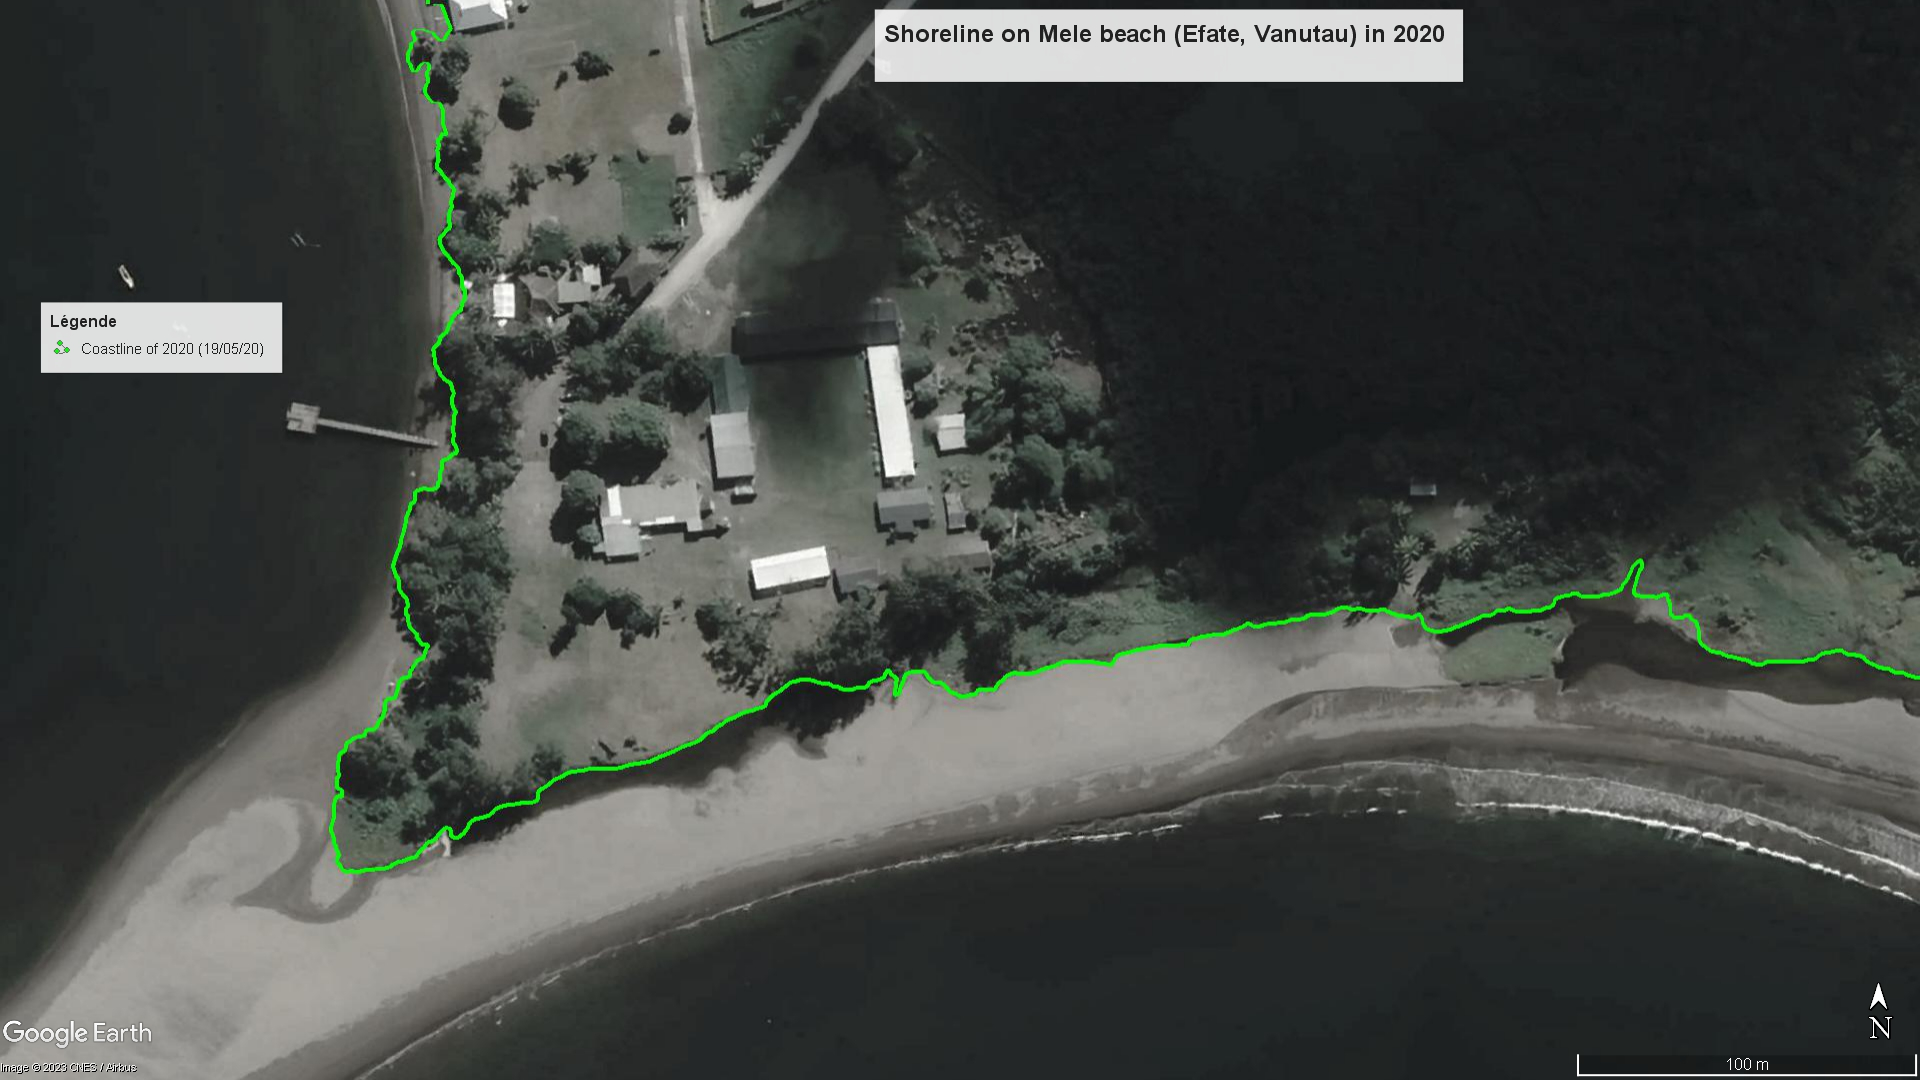 Shoreline on Mele beach (Efate, Vanutau) in 2020
Légende
Coastline of 2020 (19/05/20)
N
Google Earth
Image © 2023 CNES / Airbus
100 m